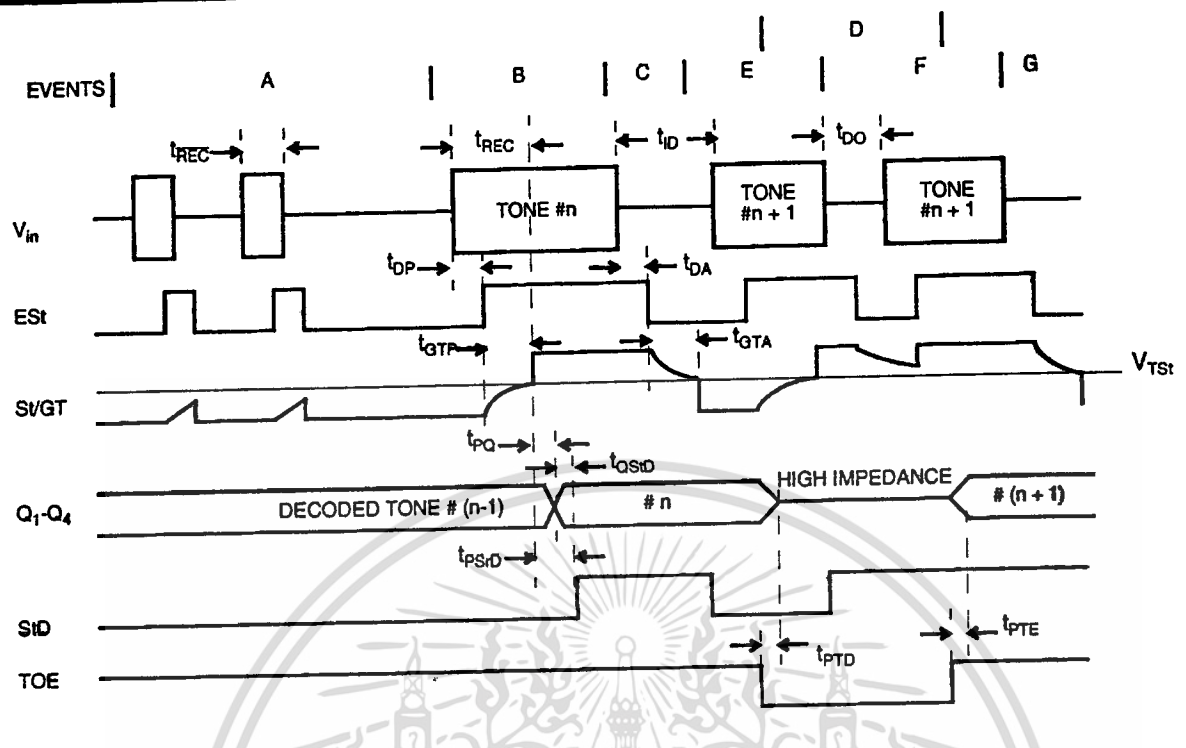 D
EVENTS A B C E F G
tREC tREC tID tDO
Vin TONE #n TONE #n + 1 TONE #n + 1
tDP tDA
ESt
tGTP tGTA
VTSt
St/GT
tPQ tQStD
HIGH IMPEDANCE
Q1-Q4 DECODED TONE # (n-1) # n # (n + 1)
tPSrD
StD
tPTE
tPTD
TOE